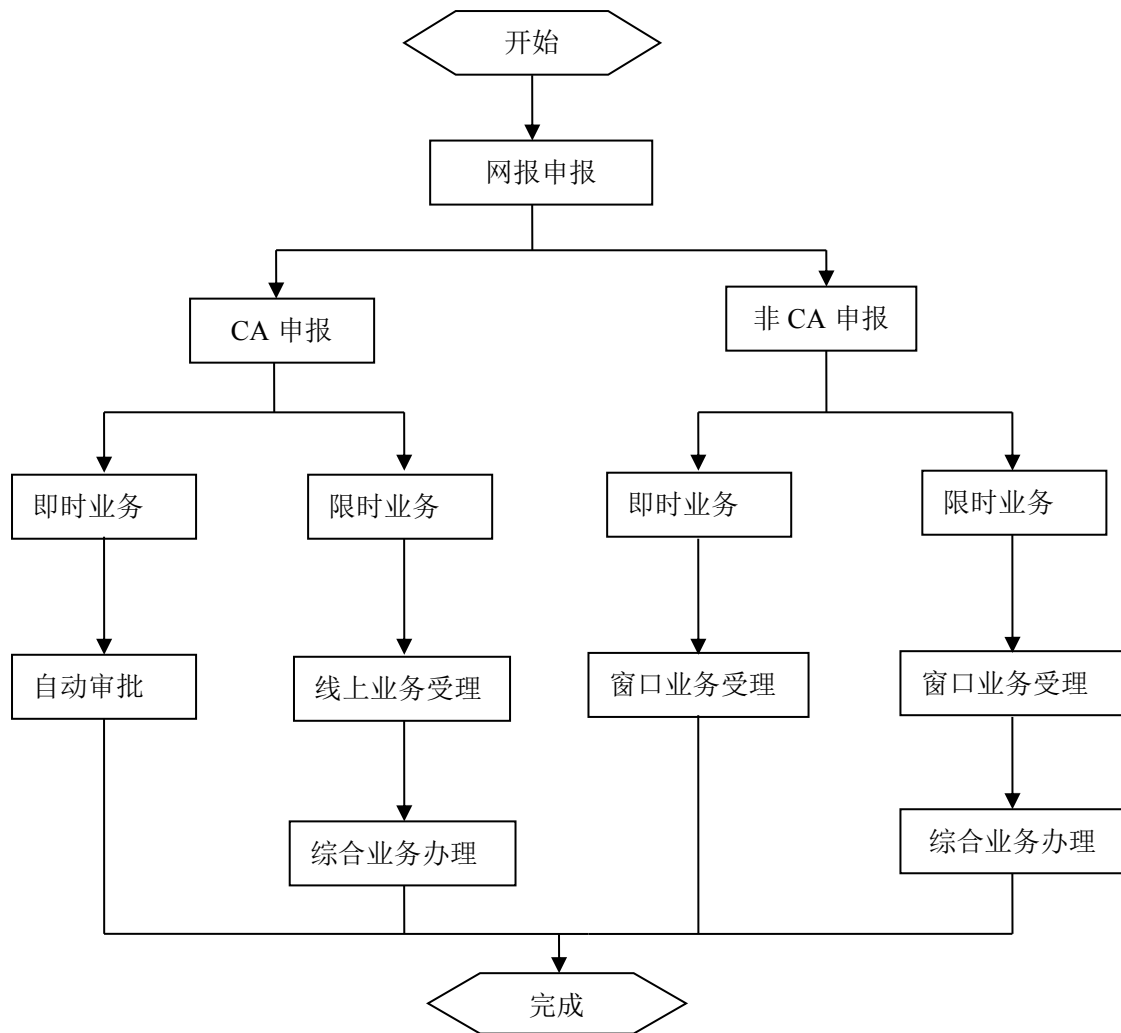 开始
网报申报
CA 申报
非 CA 申报
即时业务
限时业务
即时业务
限时业务
自动审批
线上业务受理
窗口业务受理
窗口业务受理
综合业务办理
综合业务办理
完成